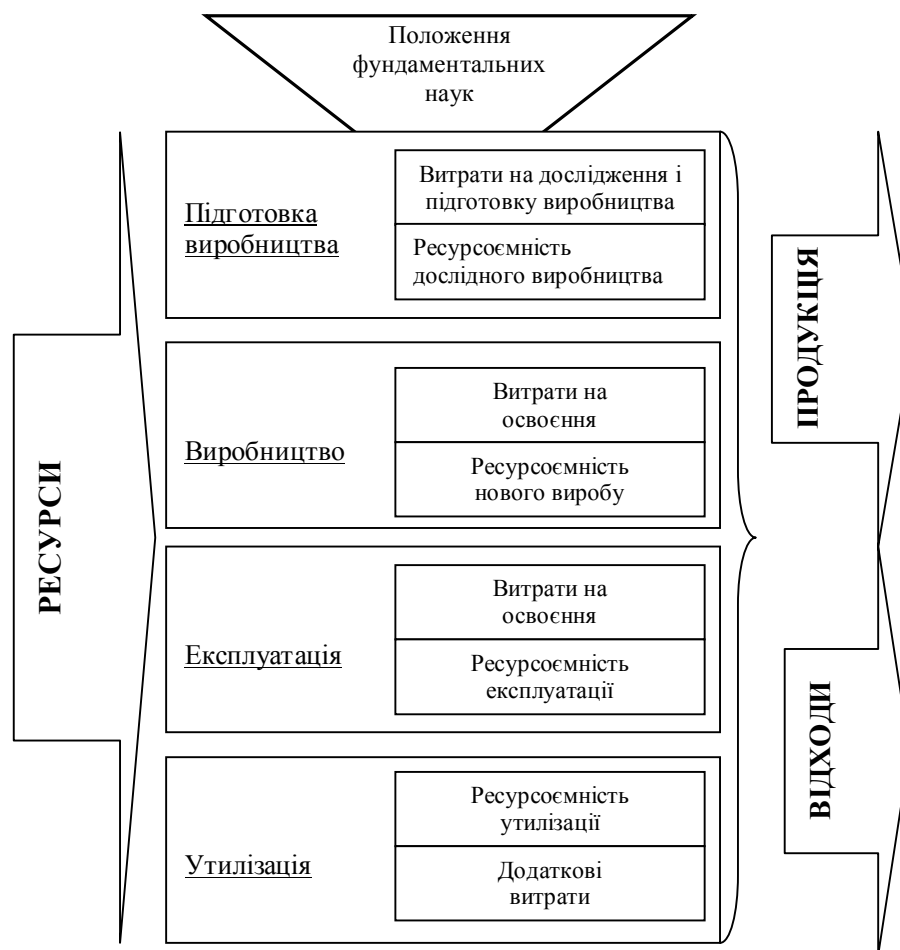 Положення
фундаментальних
наук
РЕСУРСИ
Підготовка
виробництва
Витрати на дослідження і
підготовку виробництва
Ресурсоємність
дослідного виробництва
Виробництво
Витрати на
освоєння
Ресурсоємність
нового виробу
Експлуатація
Витрати на
освоєння
Ресурсоємність
експлуатації
Утилізація
Ресурсоємність
утилізації
Додаткові
витрати
ПРОДУКЦІЯ
ВІДХОДИ